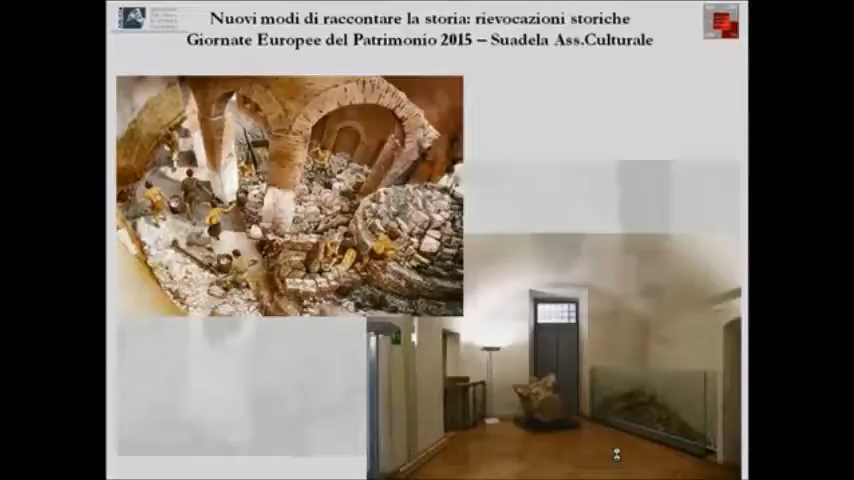 Nuovi modi di raccontare la storia: rievocazioni storiche
Giornate Europee del Patrimonio 2015 – Suadela Ass.Culturale